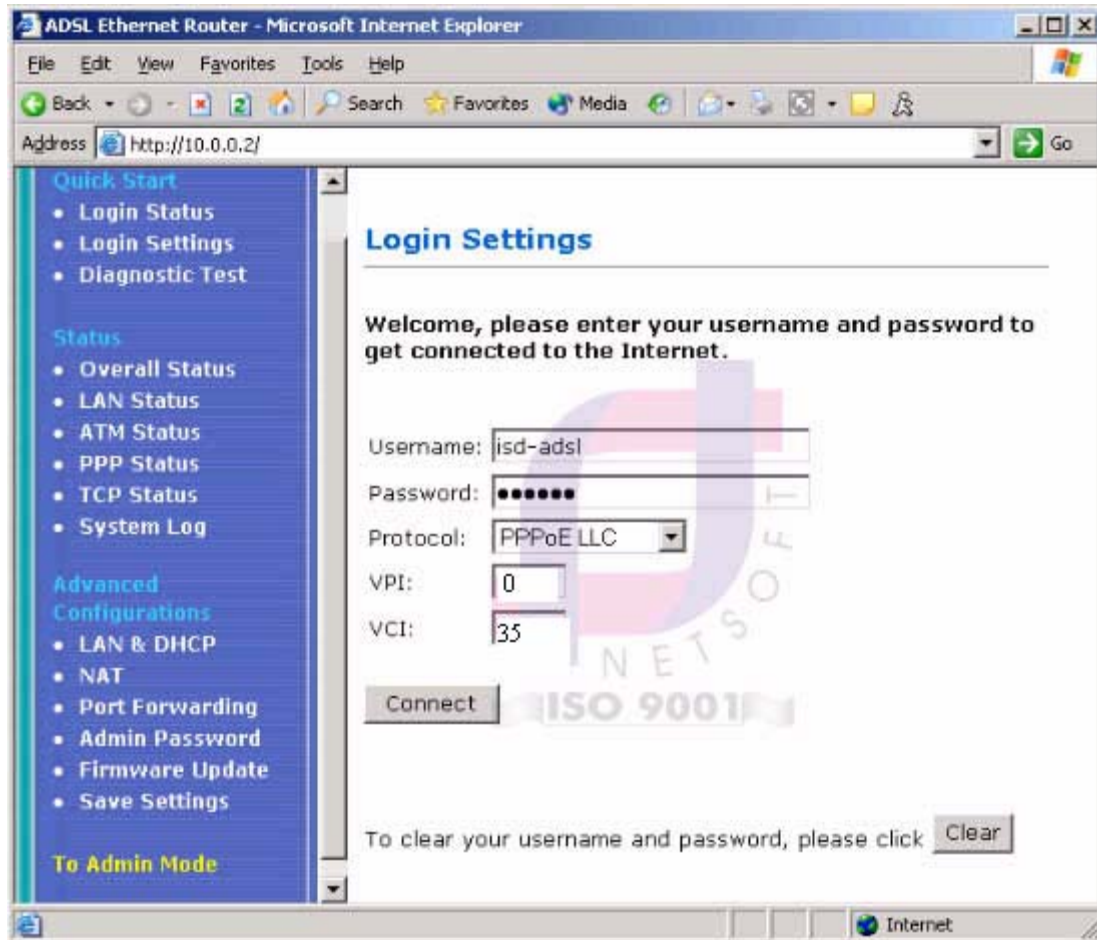 ADSL Ethernet Router - Microsoft Internet Explorer
File Edit View Favorites Tools Help
Back Search Favorites Media
Address http://10.0.0.2/ Go
Quick Start
• Login Status
• Login Settings
• Diagnostic Test
Status
• Overall Status
• LAN Status
• ATM Status
• PPP Status
• TCP Status
• System Log
Advanced
Configurations
• LAN & DHCP
• NAT
• Port Forwarding
• Admin Password
• Firmware Update
• Save Settings
To Admin Mode
Login Settings
Welcome, please enter your username and password to
get connected to the Internet.
Username: isd-adsl
Password: ●●●●●●
Protocol: PPPoE LLC
VPI: 0
VCI: 35
Connect
NETSOFT
ISO 9001
To clear your username and password, please click Clear
Internet